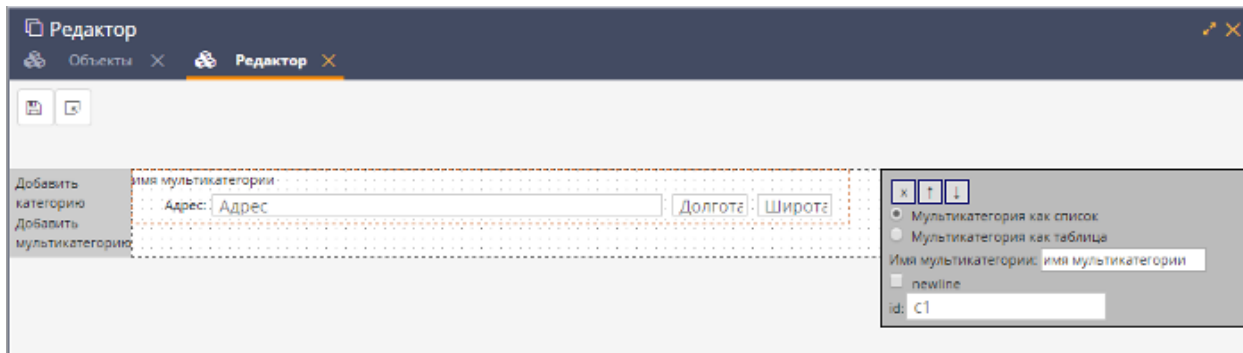 Редактор
Объекты Редактор
Добавить
категорию
Добавить
мультикатегорию
имя мультикатегории
Адрес: Адрес Долгота Широта
x ↑ ↓
Мультикатегория как список
Мультикатегория как таблица
Имя мультикатегории: имя мультикатегории
newline
id: c1